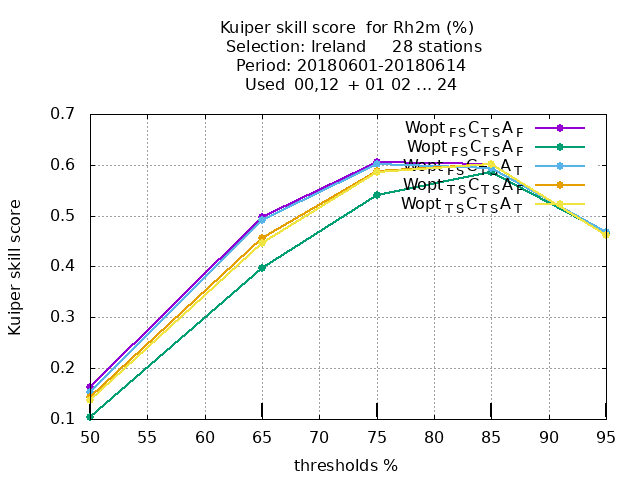 Kuiper skill score for Rh2m (%)
Selection: Ireland 28 stations
Period: 20180601-20180614
Used 00,12 + 01 02 ... 24
0.7
0.6
0.5
0.4
0.3
0.2
0.1
Kuiper skill score
Wopt FS C TS A F
Wopt FS C FS A F
Wopt FS C TS A T
Wopt TS C TS A F
Wopt TS C TS A T
50 55 60 65 70 75 80 85 90 95
thresholds %